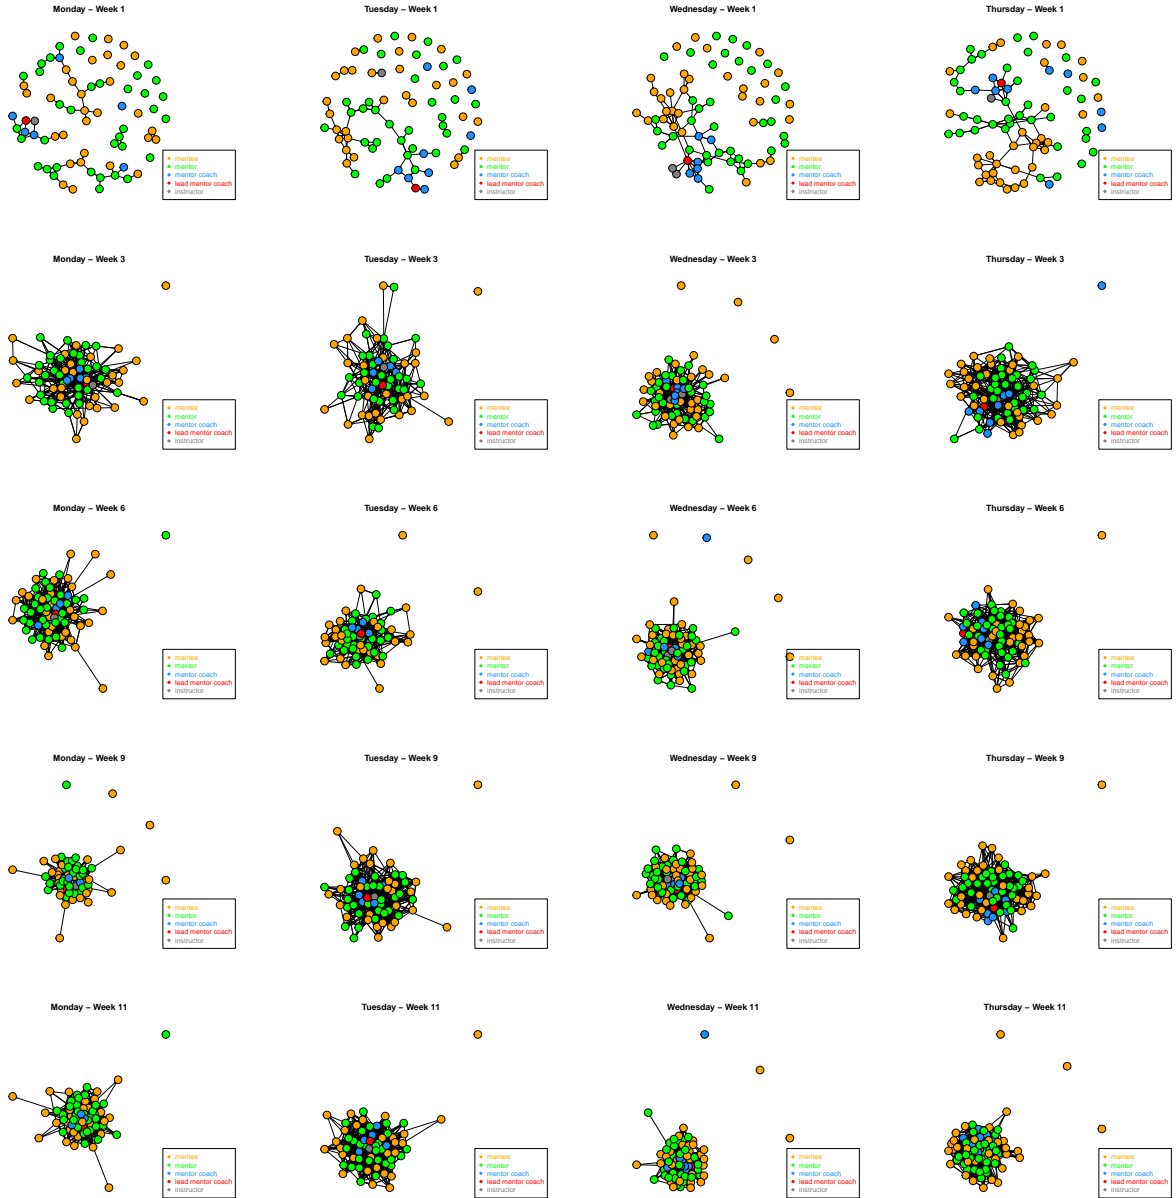 Monday – Week 1
Tuesday – Week 1
Wednesday – Week 1
Thursday – Week 1
mentee
mentor
mentor coach
lead mentor coach
instructor
mentee
mentor
mentor coach
lead mentor coach
instructor
mentee
mentor
mentor coach
lead mentor coach
instructor
mentee
mentor
mentor coach
lead mentor coach
instructor
Monday – Week 3
Tuesday – Week 3
Wednesday – Week 3
Thursday – Week 3
mentee
mentor
mentor coach
lead mentor coach
instructor
mentee
mentor
mentor coach
lead mentor coach
instructor
mentee
mentor
mentor coach
lead mentor coach
instructor
mentee
mentor
mentor coach
lead mentor coach
instructor
Monday – Week 6
Tuesday – Week 6
Wednesday – Week 6
Thursday – Week 6
mentee
mentor
mentor coach
lead mentor coach
instructor
mentee
mentor
mentor coach
lead mentor coach
instructor
mentee
mentor
mentor coach
lead mentor coach
instructor
mentee
mentor
mentor coach
lead mentor coach
instructor
Monday – Week 9
Tuesday – Week 9
Wednesday – Week 9
Thursday – Week 9
mentee
mentor
mentor coach
lead mentor coach
instructor
mentee
mentor
mentor coach
lead mentor coach
instructor
mentee
mentor
mentor coach
lead mentor coach
instructor
mentee
mentor
mentor coach
lead mentor coach
instructor
Monday – Week 11
Tuesday – Week 11
Wednesday – Week 11
Thursday – Week 11
mentee
mentor
mentor coach
lead mentor coach
instructor
mentee
mentor
mentor coach
lead mentor coach
instructor
mentee
mentor
mentor coach
lead mentor coach
instructor
mentee
mentor
mentor coach
lead mentor coach
instructor